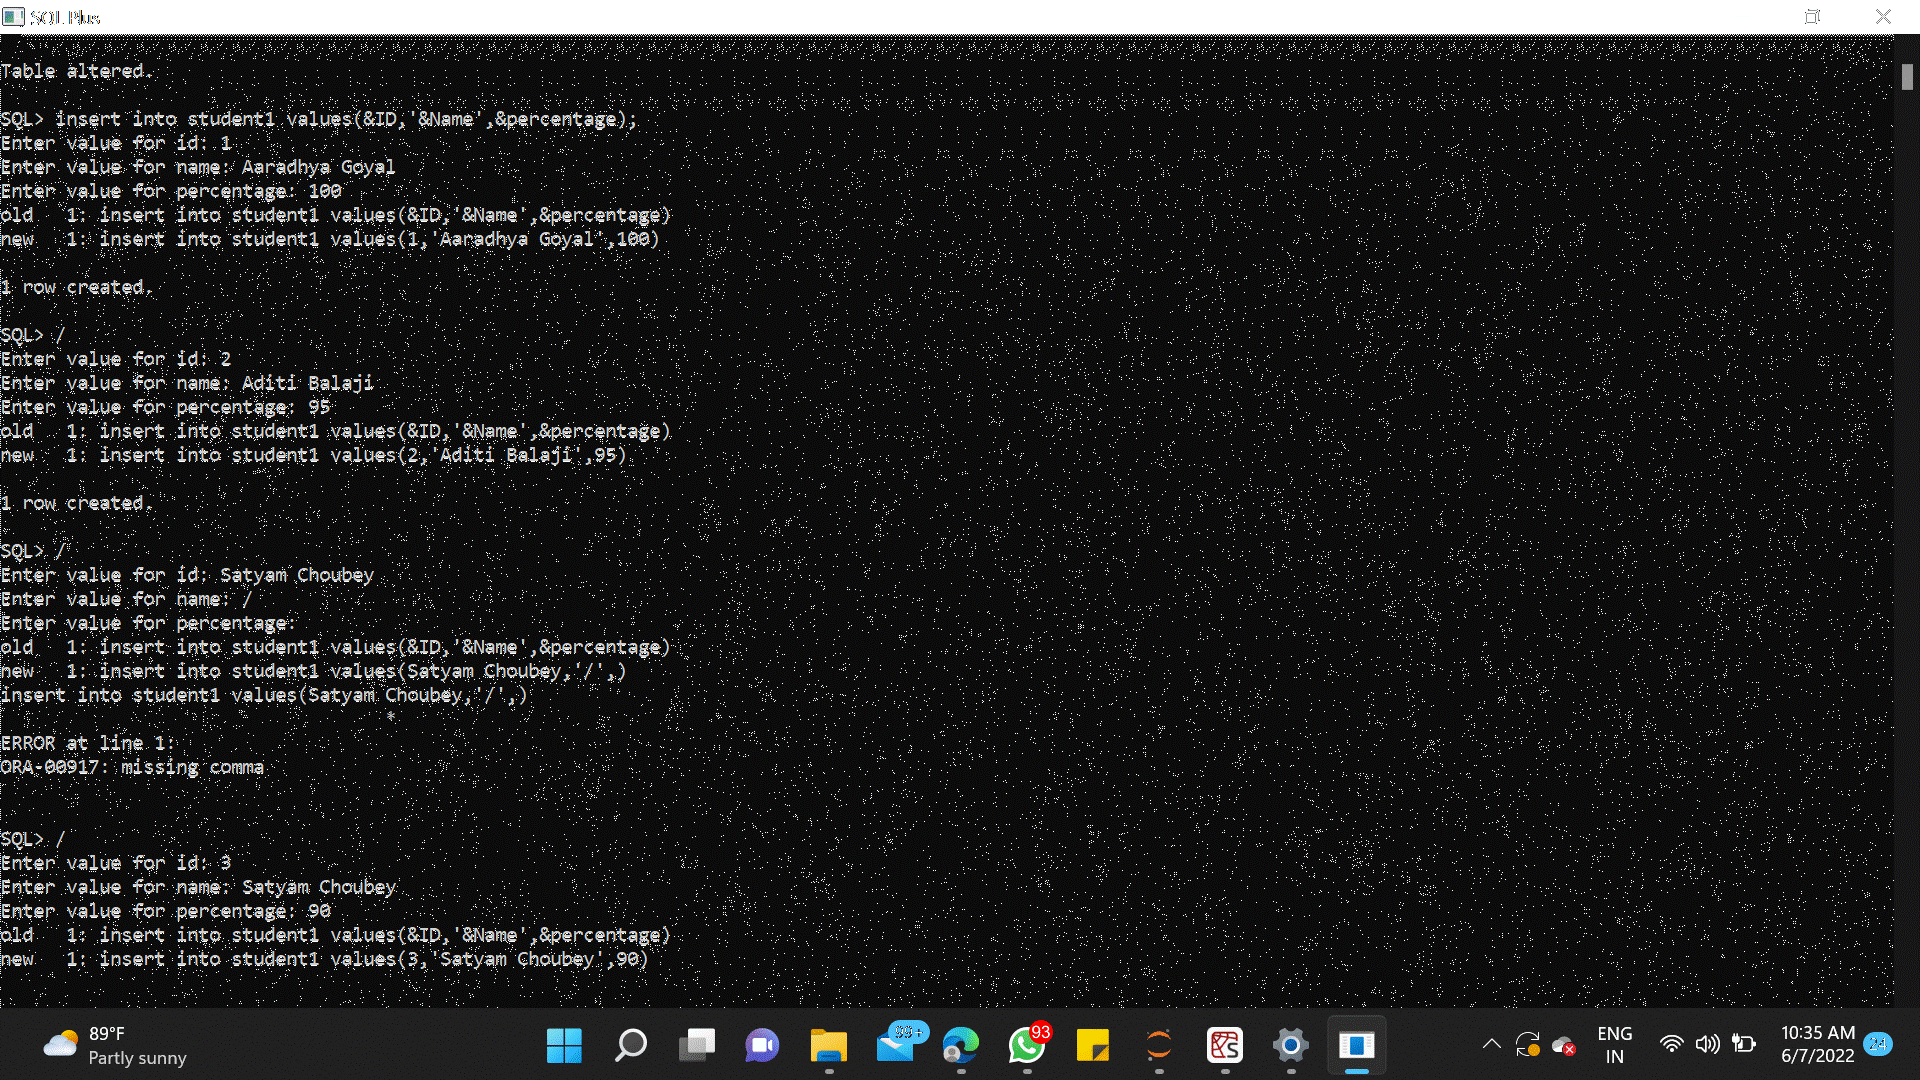 SQL Plus
Table altered.
SQL> insert into student1 values(&ID,'&Name',&percentage);
Enter value for id: 1
Enter value for name: Aaradhya Goyal
Enter value for percentage: 100
old   1: insert into student1 values(&ID,'&Name',&percentage)
new   1: insert into student1 values(1,'Aaradhya Goyal',100)
1 row created.
SQL> /
Enter value for id: 2
Enter value for name: Aditi Balaji
Enter value for percentage: 95
old   1: insert into student1 values(&ID,'&Name',&percentage)
new   1: insert into student1 values(2,'Aditi Balaji',95)
1 row created.
SQL> /
Enter value for id: Satyam Choubey
Enter value for name: /
Enter value for percentage:
old   1: insert into student1 values(&ID,'&Name',&percentage)
new   1: insert into student1 values(Satyam Choubey,'/',)
insert into student1 values(Satyam Choubey,'/',)
*
ERROR at line 1:
ORA-00917: missing comma
SQL> /
Enter value for id: 3
Enter value for name: Satyam Choubey
Enter value for percentage: 90
old   1: insert into student1 values(&ID,'&Name',&percentage)
new   1: insert into student1 values(3,'Satyam Choubey',90)
89°F
Partly sunny
99+
93
ENG
IN
10:35 AM
6/7/2022
24